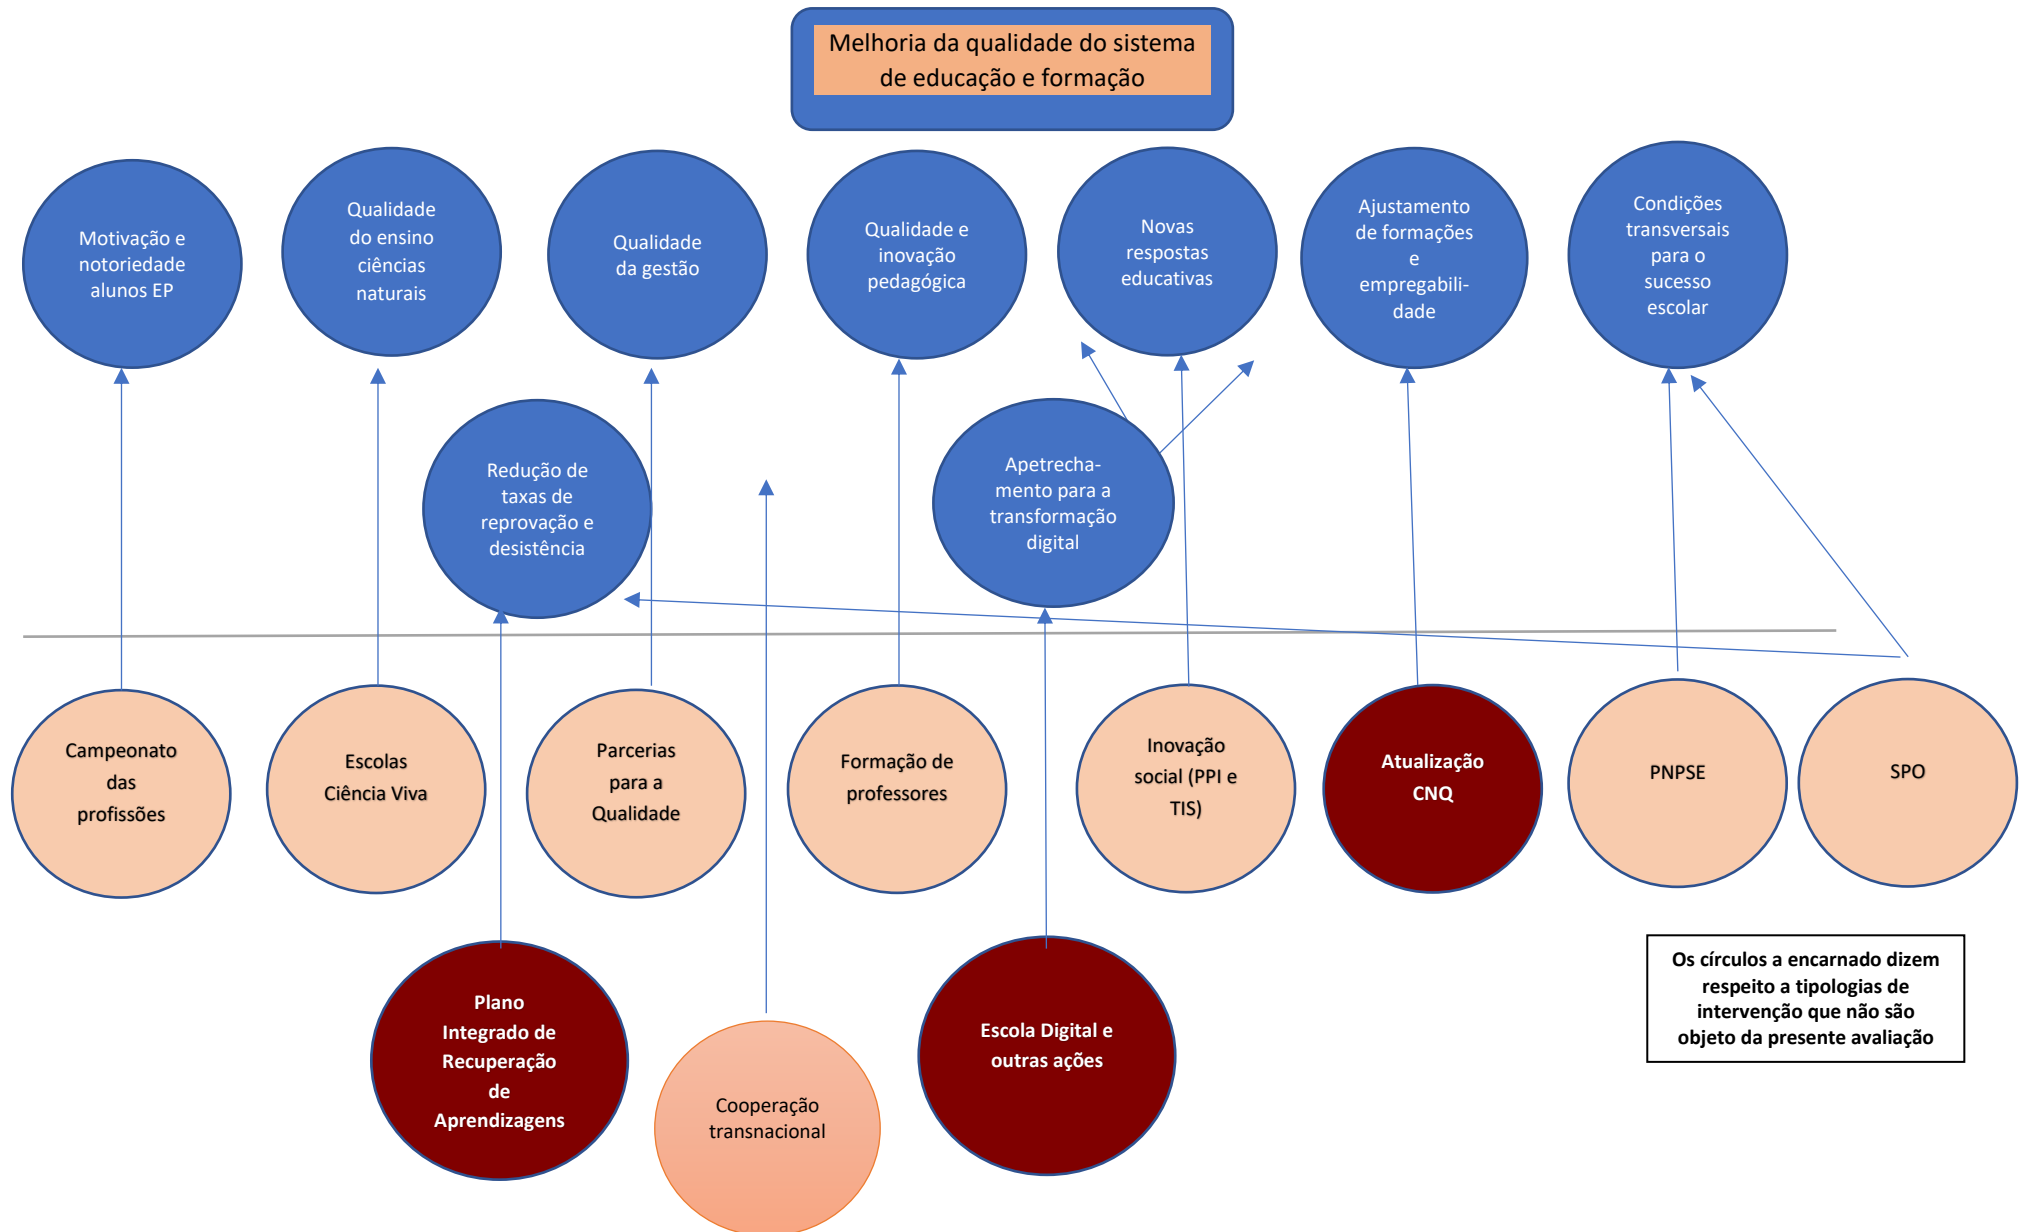 Melhoria da qualidade do sistema
de educação e formação
Motivação e
notoriedade
alunos EP
Qualidade
do ensino
ciências
naturais
Qualidade
da gestão
Qualidade e
inovação
pedagógica
Novas
respostas
educativas
Ajustamento
de formações
e
empregabili-
dade
Condições
transversais
para o
sucesso
escolar
Redução de
taxas de
reprovação e
desistência
Apetrecha-
mento para a
transformação
digital
Campeonato
das
profissões
Escolas
Ciência Viva
Parcerias
para a
Qualidade
Formação de
professores
Inovação
social (PPI e
TIS)
Atualização
CNQ
PNPSE
SPO
Plano
Integrado de
Recuperação
de
Aprendizagens
Cooperação
transnacional
Escola Digital e
outras ações
Os círculos a encarnado dizem
respeito a tipologias de
intervenção que não são
objeto da presente avaliação